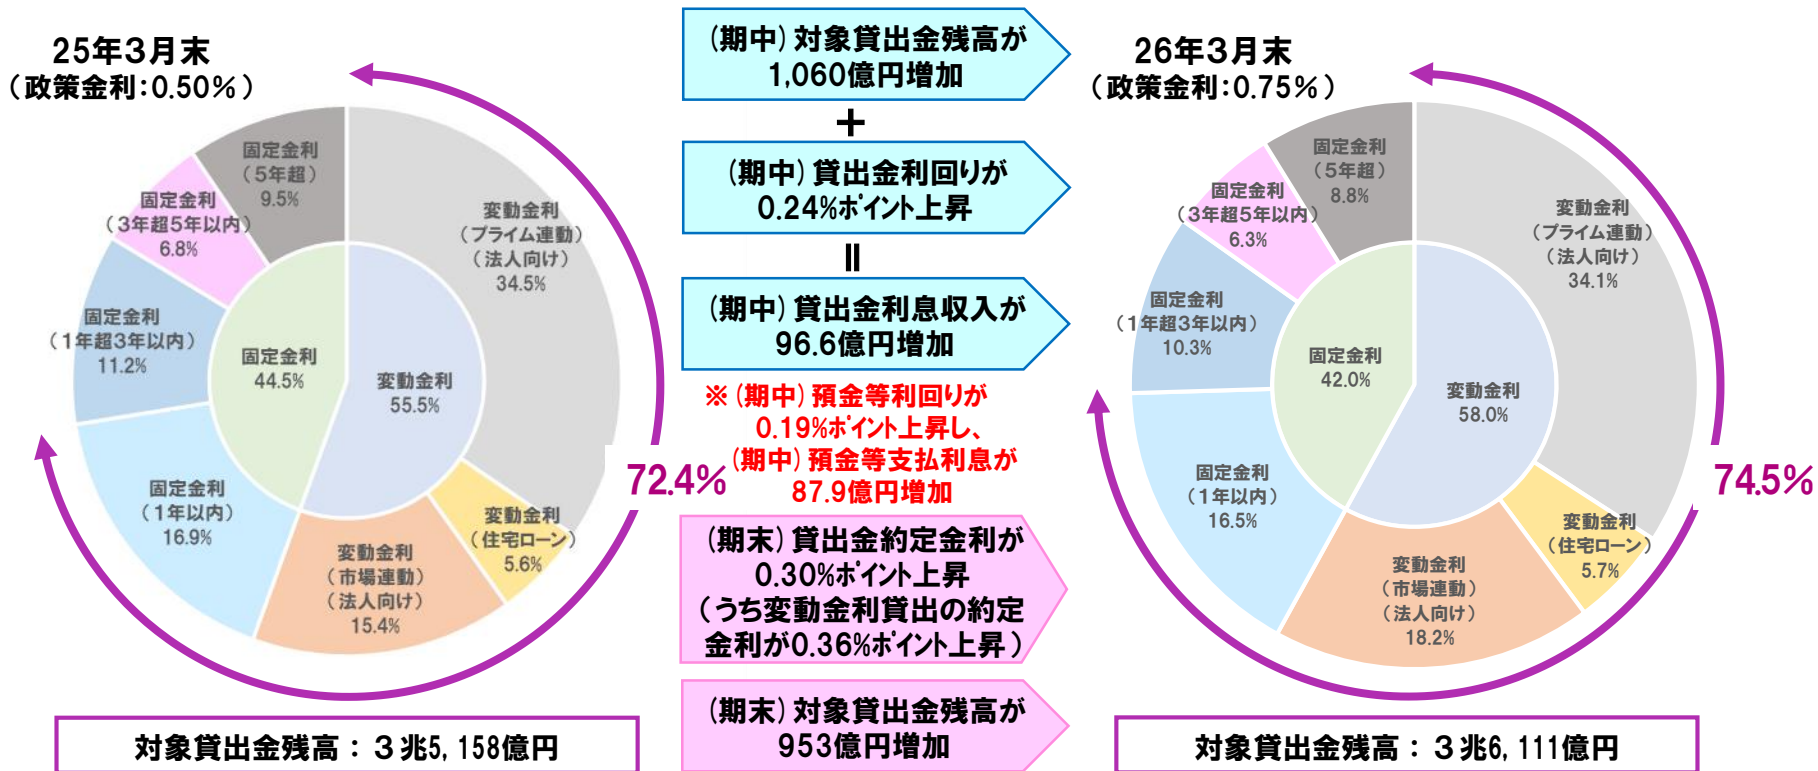 25年3月末
（政策金利：0.50％）
固定金利
（5年超）
9.5%
固定金利
（3年超5年以内）
6.8%
固定金利
（1年超3年以内）
11.2%
固定金利
（1年以内）
16.9%
変動金利
（プライム連動）
（法人向け）
34.5%
変動金利
（住宅ローン）
5.6%
変動金利
（市場連動）
（法人向け）
15.4%
固定金利
44.5%
変動金利
55.5%
72.4%
対象貸出金残高：３兆5,158億円
（期中）対象貸出金残高が
1,060億円増加
＋
（期中）貸出金利回りが
0.24%ﾎﾟｲﾝﾄ上昇
＝
（期中）貸出金利息収入が
96.6億円増加
※（期中）預金等利回りが
0.19%ﾎﾟｲﾝﾄ上昇し、
（期中）預金等支払利息が
87.9億円増加
（期末）貸出金約定金利が
0.30%ﾎﾟｲﾝﾄ上昇
（うち変動金利貸出の約定
金利が0.36%ﾎﾟｲﾝﾄ上昇）
（期末）対象貸出金残高が
953億円増加
26年3月末
（政策金利：0.75％）
固定金利
（5年超）
8.8%
固定金利
（3年超5年以内）
6.3%
固定金利
（1年超3年以内）
10.3%
固定金利
（1年以内）
16.5%
変動金利
（プライム連動）
（法人向け）
34.1%
変動金利
（住宅ローン）
5.7%
変動金利
（市場連動）
（法人向け）
18.2%
固定金利
42.0%
変動金利
58.0%
74.5%
対象貸出金残高：３兆6,111億円